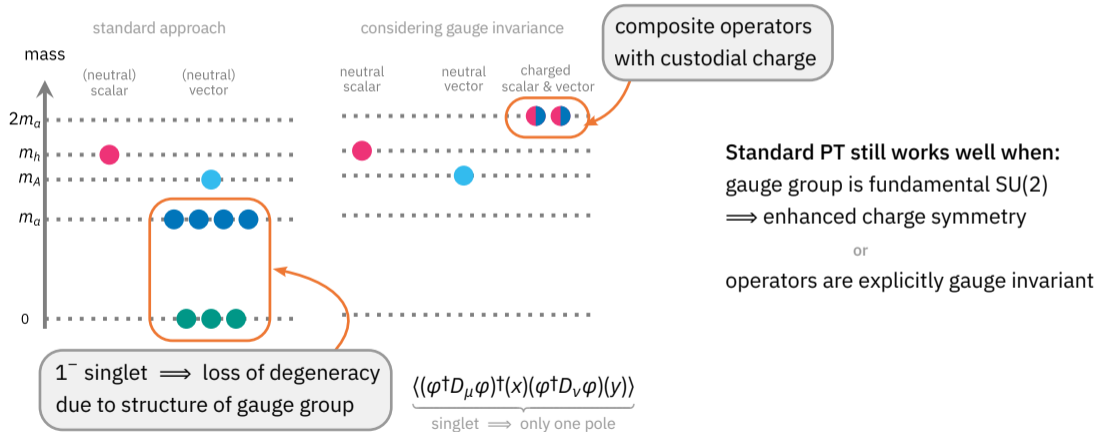 standard approach
considering gauge invariance
composite operators
with custodial charge
mass
(neutral)
scalar
(neutral)
vector
neutral
scalar
neutral
vector
charged
scalar & vector
2mₐ
mₕ
m_A
mₐ
0
Standard PT still works well when:
gauge group is fundamental SU(2)
⟹ enhanced charge symmetry
or
operators are explicitly gauge invariant
1⁻ singlet ⟹ loss of degeneracy
due to structure of gauge group
⟨(φ†D_μφ)†(x)(φ†D_νφ)(y)⟩
singlet ⟹ only one pole